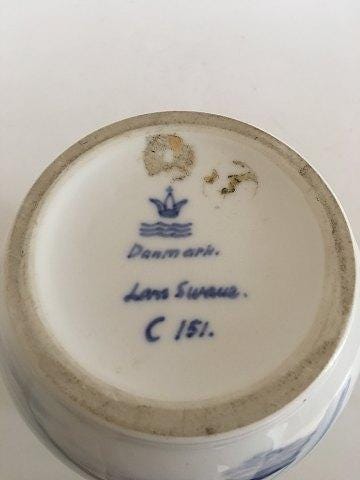 Danmark.
Lars Swane.
C 151.